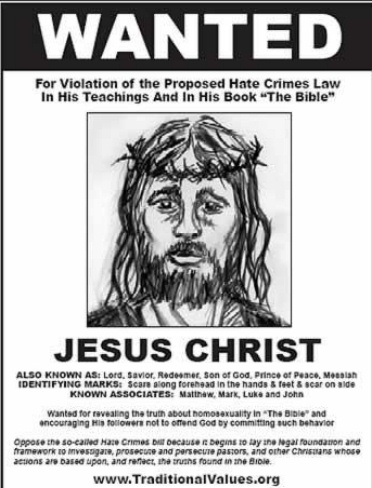 WANTED
For Violation of the Proposed Hate Crimes Law
In His Teachings And In His Book “The Bible”
JESUS CHRIST
ALSO KNOWN AS: Lord, Savior, Redeemer, Son of God, Prince of Peace, Messiah
IDENTIFYING MARKS: Scars along forehead in the hands & feet & scar on side
KNOWN ASSOCIATES: Matthew, Mark, Luke and John
Wanted for revealing the truth about homosexuality in “The Bible” and
encouraging His followers not to offend God by committing such behavior
Oppose the so-called Hate Crimes bill because it begins to lay the legal foundation and
framework to investigate, prosecute and persecute pastors, and other Christians whose
actions are based upon, and reflect, the truths found in the Bible.
www.TraditionalValues.org